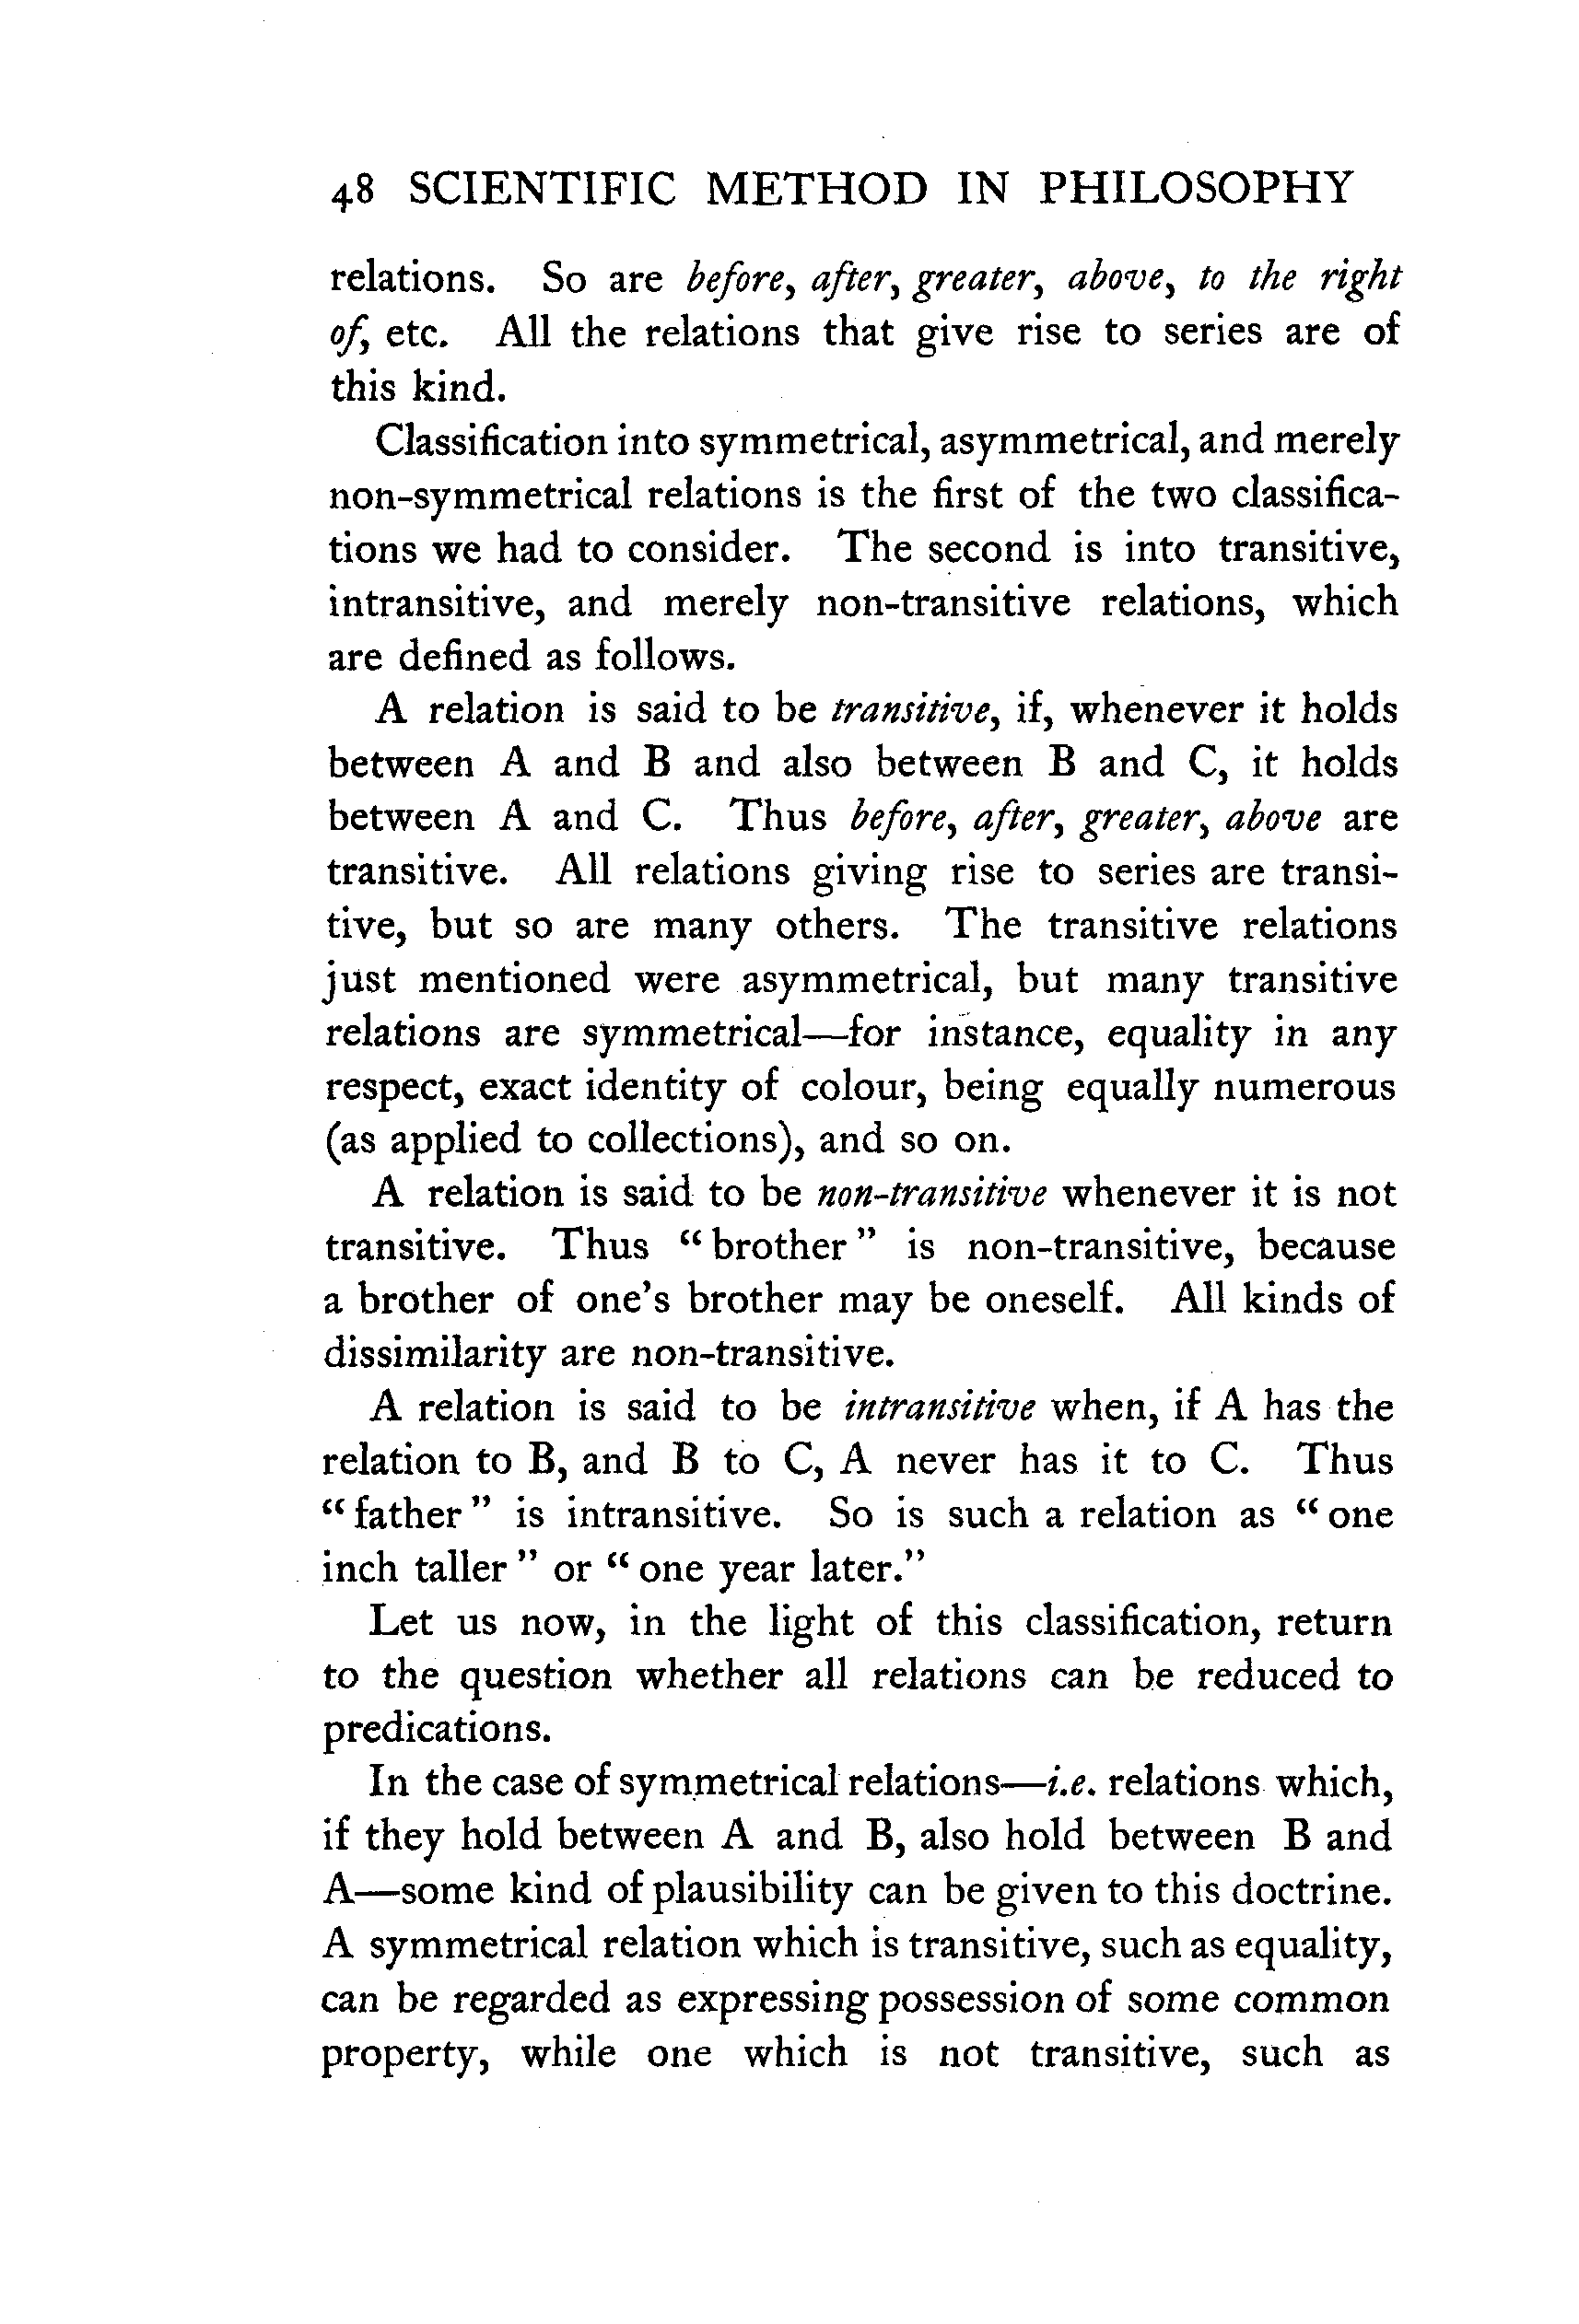 48 SCIENTIFIC METHOD IN PHILOSOPHY
relations. So are before, after, greater, above, to the right
of, etc. All the relations that give rise to series are of
this kind.
Classification into symmetrical, asymmetrical, and merely
non-symmetrical relations is the first of the two classifica-
tions we had to consider. The second is into transitive,
intransitive, and merely non-transitive relations, which
are defined as follows.
A relation is said to be transitive, if, whenever it holds
between A and B and also between B and C, it holds
between A and C. Thus before, after, greater, above are
transitive. All relations giving rise to series are transi-
tive, but so are many others. The transitive relations
just mentioned were asymmetrical, but many transitive
relations are symmetrical—for instance, equality in any
respect, exact identity of colour, being equally numerous
(as applied to collections), and so on.
A relation is said to be non-transitive whenever it is not
transitive. Thus "brother" is non-transitive, because
a brother of one's brother may be oneself. All kinds of
dissimilarity are non-transitive.
A relation is said to be intransitive when, if A has the
relation to B, and B to C, A never has it to C. Thus
"father" is intransitive. So is such a relation as "one
inch taller" or "one year later."
Let us now, in the light of this classification, return
to the question whether all relations can be reduced to
predications.
In the case of symmetrical relations—i.e. relations which,
if they hold between A and B, also hold between B and
A—some kind of plausibility can be given to this doctrine.
A symmetrical relation which is transitive, such as equality,
can be regarded as expressing possession of some common
property, while one which is not transitive, such as